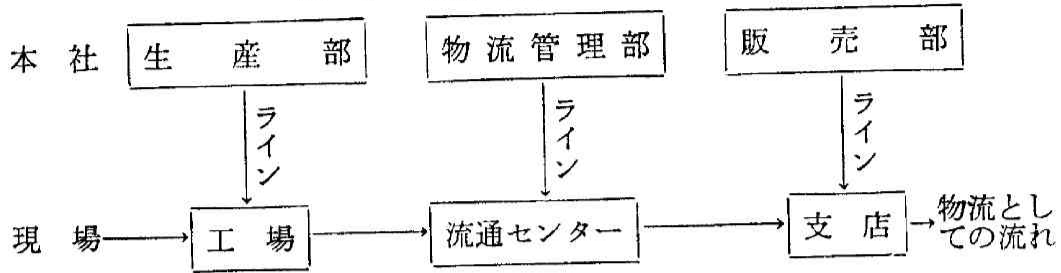 本社 生産部 物流管理部 販売部
ライン ライン ライン
現場 工場 流通センター 支店 物流とし
ての流れ